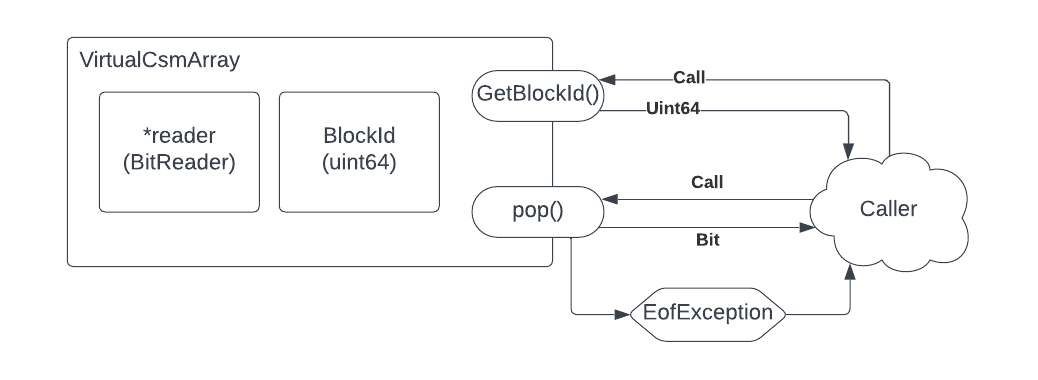 VirtualCsmArray
*reader
(BitReader)
BlockId
(uint64)
GetBlockId()
Call
Uint64
pop()
Call
Bit
Caller
EofException